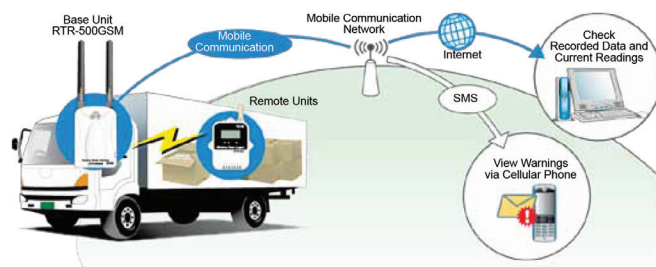 Base Unit
RTR-500GSM
Mobile
Communication
Mobile Communication
Network
Internet
Check
Recorded Data and
Current Readings
Remote Units
SMS
View Warnings
via Cellular Phone